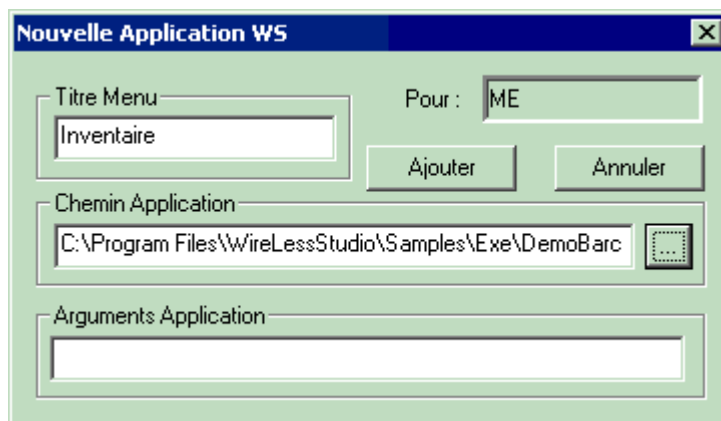 Nouvelle Application WS
Titre Menu
Pour : ME
Inventaire
Ajouter Annuler
Chemin Application
C:\Program Files\WireLessStudio\Samples\Exe\DemoBarc ...
Arguments Application